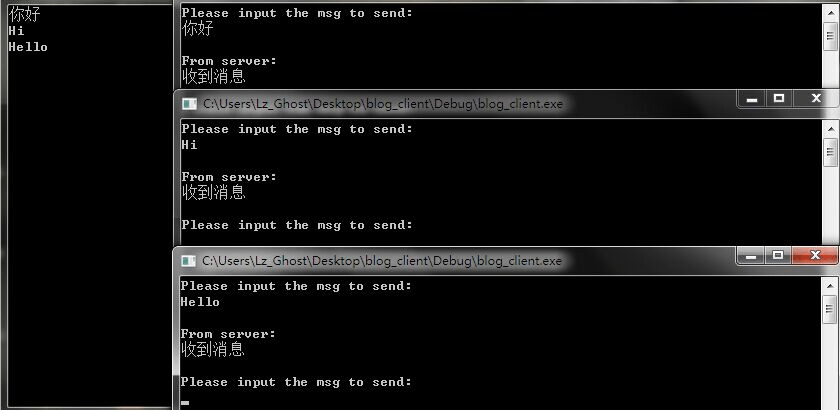 你好
Hi
Hello
Please input the msg to send:
你好
From server:
收到消息
C:\Users\Lz_Ghost\Desktop\blog_client\Debug\blog_client.exe
Please input the msg to send:
Hi
From server:
收到消息
Please input the msg to send:
C:\Users\Lz_Ghost\Desktop\blog_client\Debug\blog_client.exe
Please input the msg to send:
Hello
From server:
收到消息
Please input the msg to send: